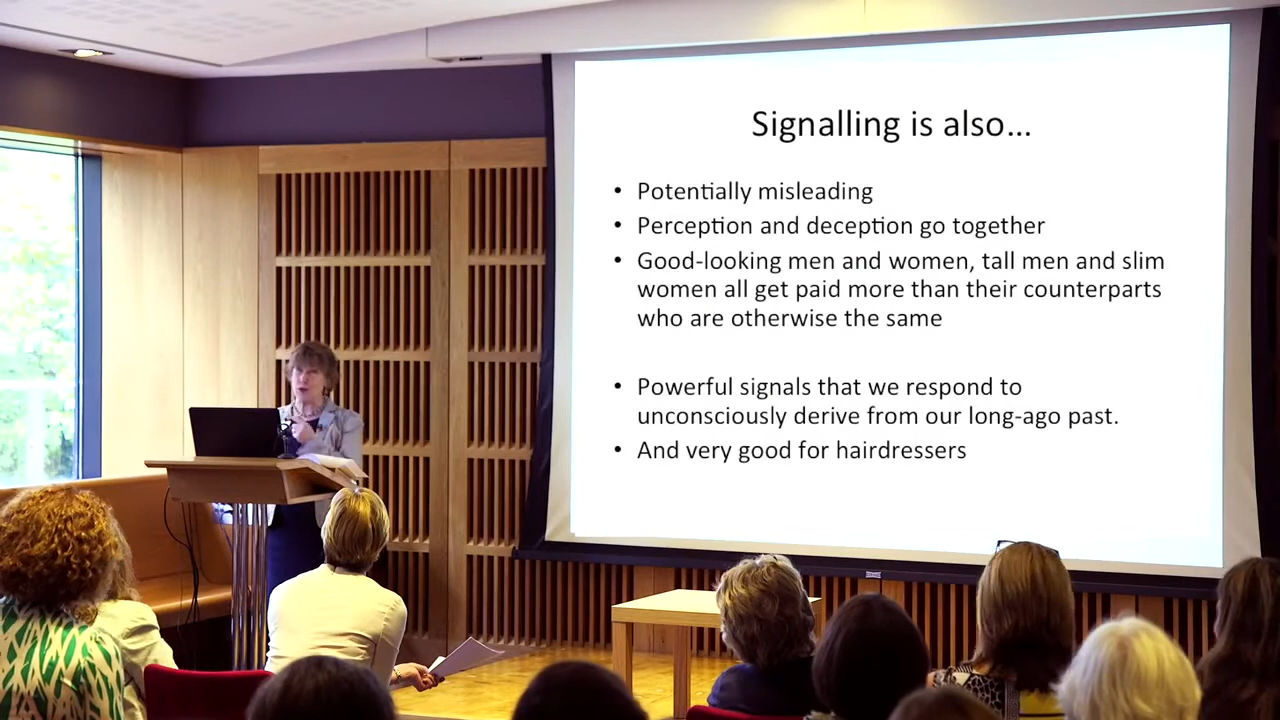 Signalling is also...
• Potentially misleading
• Perception and deception go together
• Good-looking men and women, tall men and slim
women all get paid more than their counterparts
who are otherwise the same
• Powerful signals that we respond to
unconsciously derive from our long-ago past.
• And very good for hairdressers